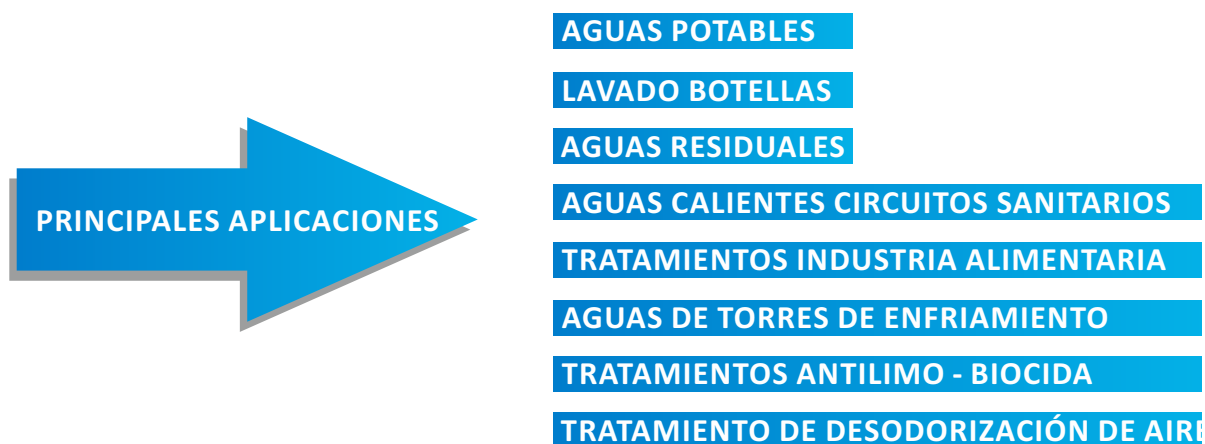 PRINCIPALES APLICACIONES
AGUAS POTABLES
LAVADO BOTELLAS
AGUAS RESIDUALES
AGUAS CALIENTES CIRCUITOS SANITARIOS
TRATAMIENTOS INDUSTRIA ALIMENTARIA
AGUAS DE TORRES DE ENFRIAMIENTO
TRATAMIENTOS ANTILIMO - BIOCIDA
TRATAMIENTO DE DESODORIZACIÓN DE AIRE